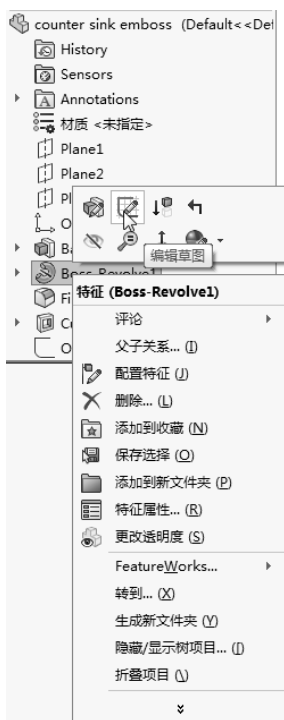 counter sink emboss (Default<<Def
History
Sensors
Annotations
材质 <未指定>
Plane1
Plane2
Pl
O
编辑草图
Ba
Boss-Revolve1
Fi
特征 (Boss-Revolve1)
C
评论
O
父子关系... (I)
配置特征 (J)
删除... (L)
添加到收藏 (N)
保存选择 (O)
添加到新文件夹 (P)
特征属性... (R)
更改透明度 (S)
FeatureWorks...
转到... (X)
生成新文件夹 (Y)
隐藏/显示树项目... (I)
折叠项目 (\)